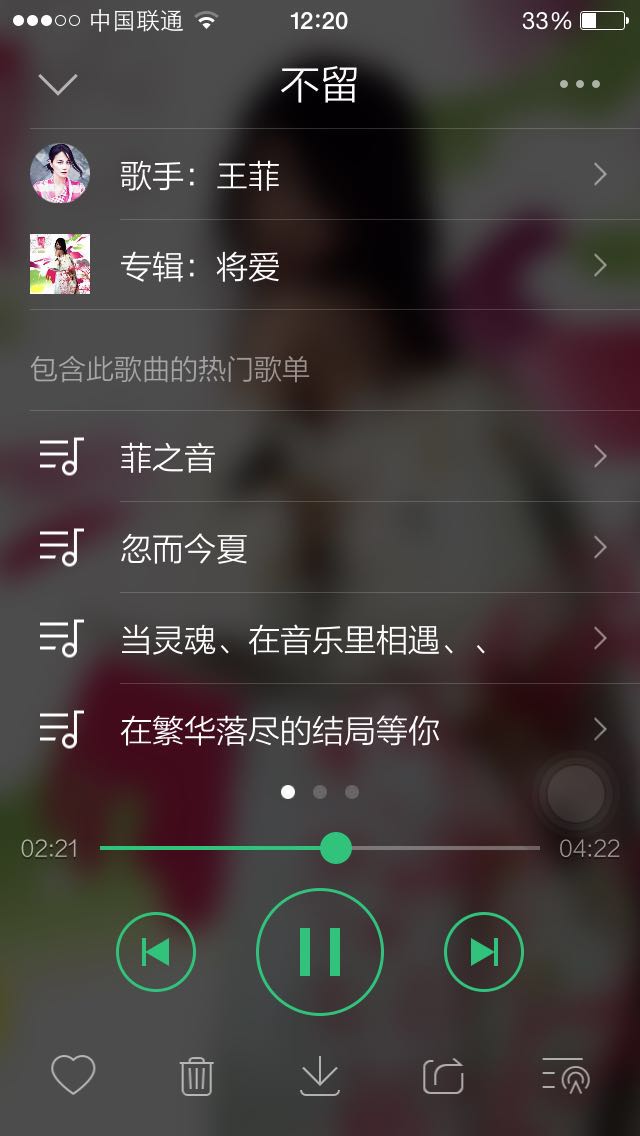 中国联通 12:20 33%
不留
歌手：王菲
专辑：将爱
包含此歌曲的热门歌单
菲之音
忽而今夏
当灵魂、在音乐里相遇、、
在繁华落尽的结局等你
02:21 04:22